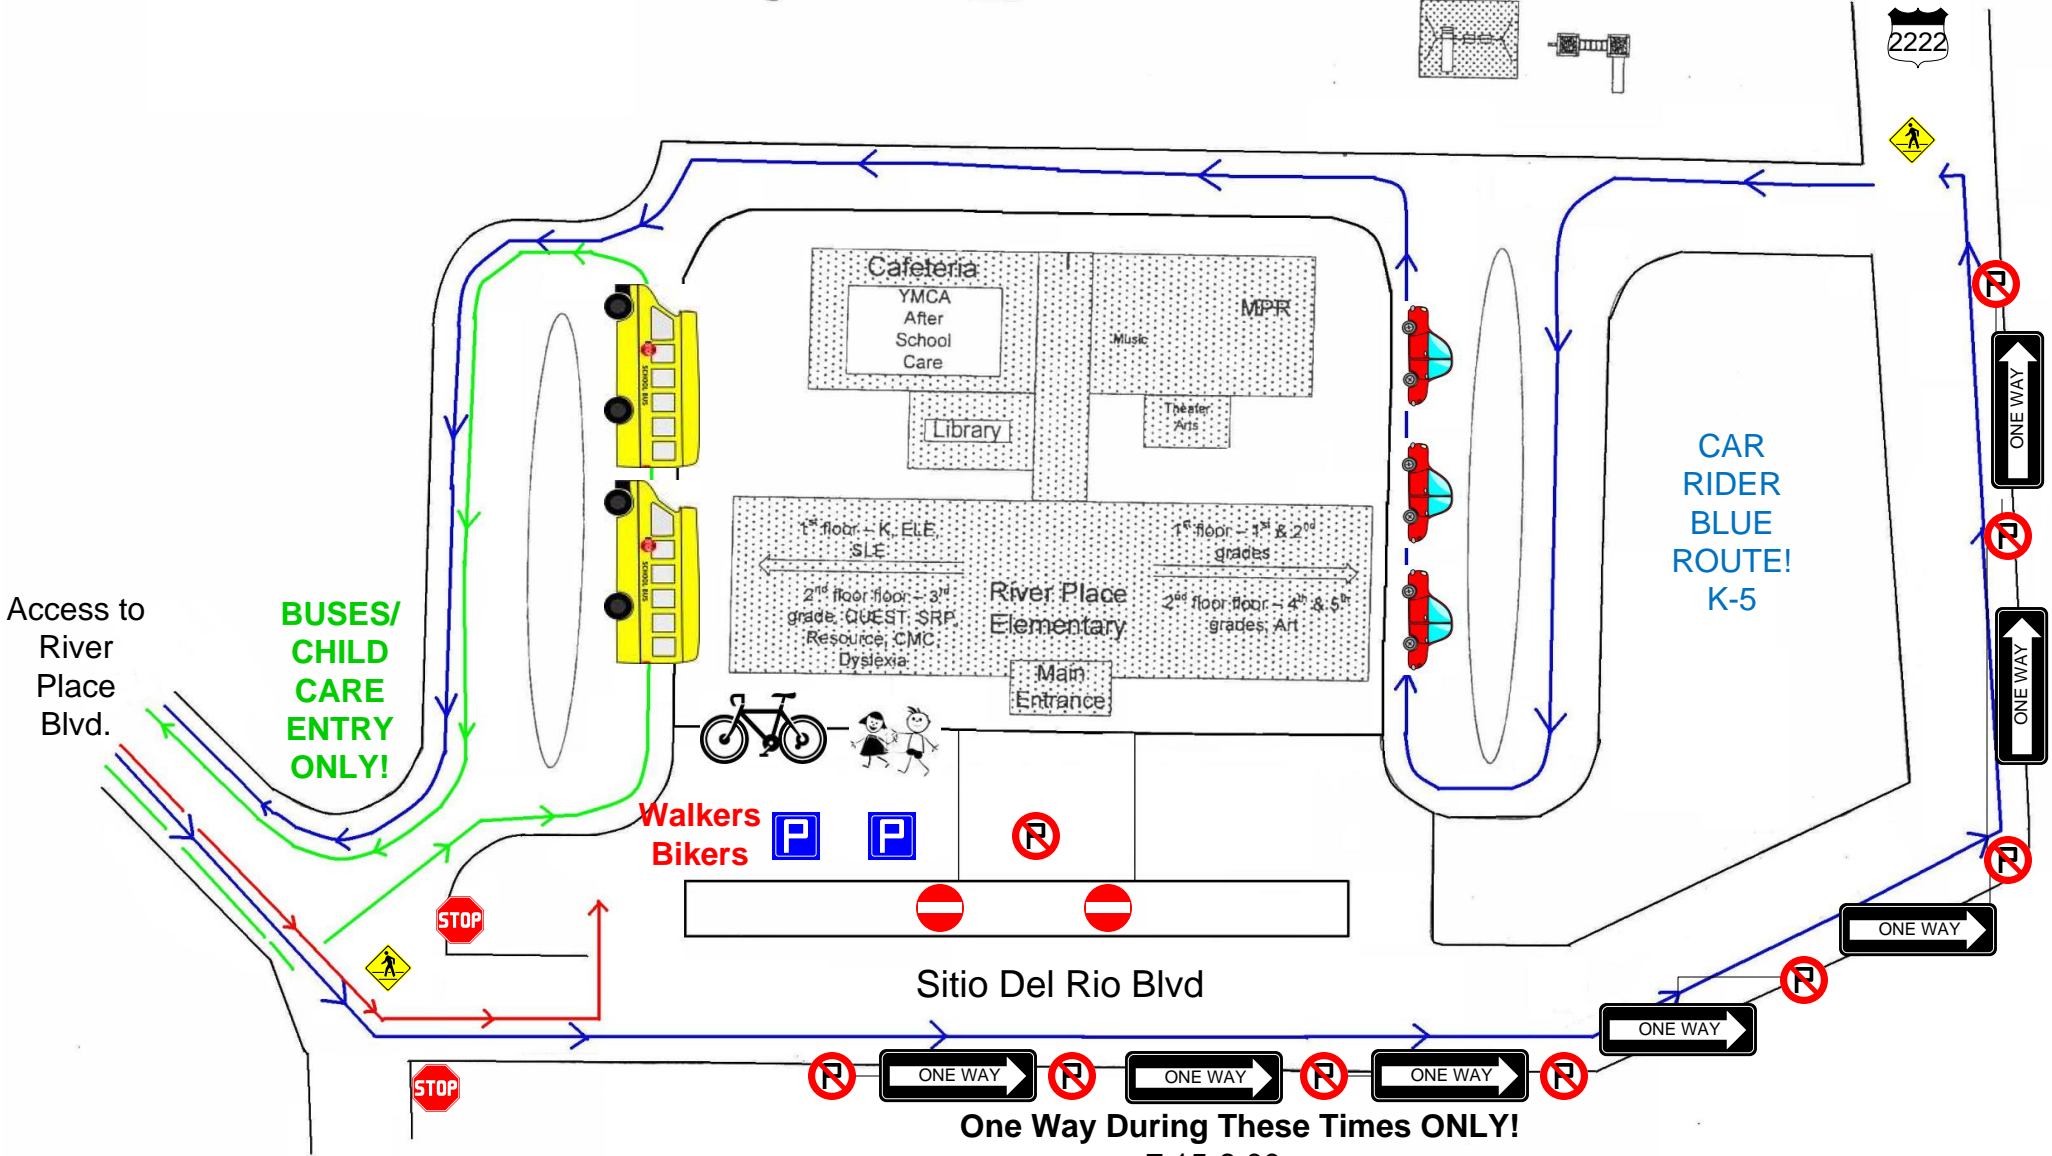 2222
Cafeteria
YMCA
After
School
Care
MPR
Music
Theater
Arts
Library
1st floor – K, ELE,
SLE
2nd floor floor – 3rd
grade, QUEST, SRP,
Resource, CMC
Dyslexia
River Place
Elementary
1st floor – 1st & 2nd
grades
2nd floor floor – 4th & 5th
grades, Art
Main
Entrance
SCHOOL BUS
SCHOOL BUS
CAR
RIDER
BLUE
ROUTE!
K-5
ONE WAY
ONE WAY
P
P
P
Access to
River
Place
Blvd.
BUSES/
CHILD
CARE
ENTRY
ONLY!
Walkers
Bikers
P
P
P
STOP
STOP
Sitio Del Rio Blvd
ONE WAY
P
ONE WAY
P
ONE WAY
P
ONE WAY
P
ONE WAY
P
One Way During These Times ONLY!